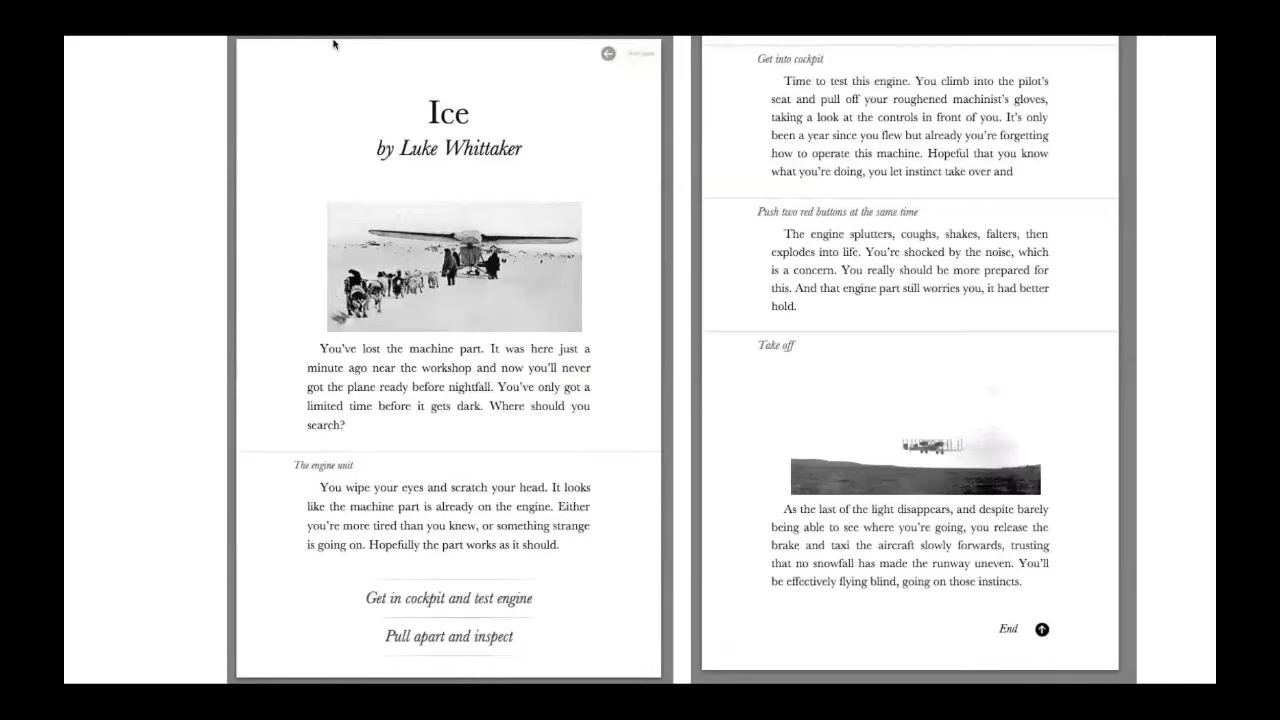 Ice
by Luke Whittaker
You've lost the machine part. It was here just a
minute ago near the workshop and now you'll never
got the plane ready before nightfall. You've only got a
limited time before it gets dark. Where should you
search?
The engine unit
You wipe your eyes and scratch your head. It looks
like the machine part is already on the engine. Either
you're more tired than you knew, or something strange
is going on. Hopefully the part works as it should.
Get in cockpit and test engine
Pull apart and inspect
Get into cockpit
Time to test this engine. You climb into the pilot's
seat and pull off your roughened machinist's gloves,
taking a look at the controls in front of you. It's only
been a year since you flew but already you're forgetting
how to operate this machine. Hopeful that you know
what you're doing, you let instinct take over and
Push two red buttons at the same time
The engine splutters, coughs, shakes, falters, then
explodes into life. You're shocked by the noise, which
is a concern. You really should be more prepared for
this. And that engine part still worries you, it had better
hold.
Take off
As the last of the light disappears, and despite barely
being able to see where you're going, you release the
brake and taxi the aircraft slowly forwards, trusting
that no snowfall has made the runway uneven. You'll
be effectively flying blind, going on those instincts.
End